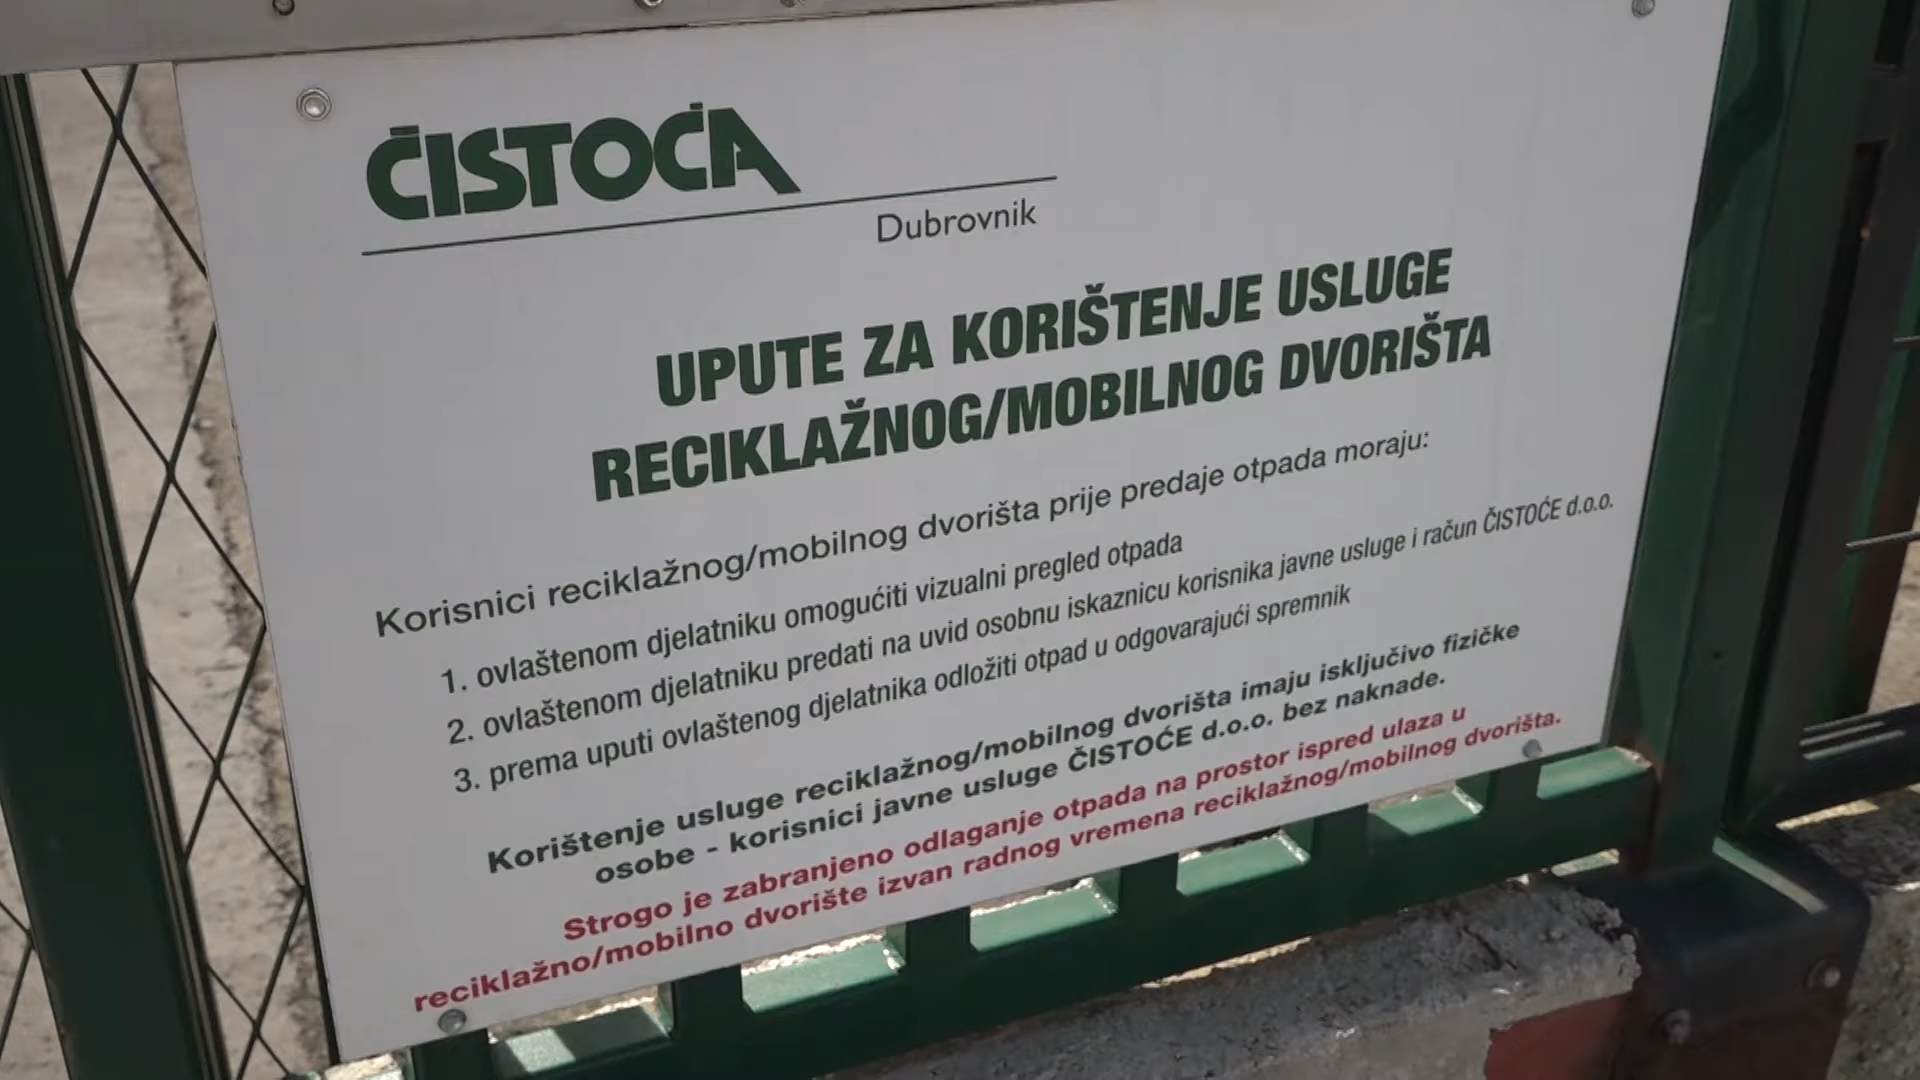 ČISTOĆA
Dubrovnik
UPUTE ZA KORIŠTENJE USLUGE
RECIKLAŽNOG/MOBILNOG DVORIŠTA
Korisnici reciklažnog/mobilnog dvorišta prije predaje otpada moraju:
1. ovlaštenom djelatniku omogućiti vizualni pregled otpada
2. ovlaštenom djelatniku predati na uvid osobnu iskaznicu korisnika javne usluge i račun ČISTOĆE d.o.o.
3. prema uputi ovlaštenog djelatnika odložiti otpad u odgovarajući spremnik
Korištenje usluge reciklažnog/mobilnog dvorišta imaju isključivo fizičke
osobe - korisnici javne usluge ČISTOĆE d.o.o. bez naknade.
Strogo je zabranjeno odlaganje otpada na prostor ispred ulaza u
reciklažno/mobilno dvorište izvan radnog vremena reciklažnog/mobilnog dvorišta.